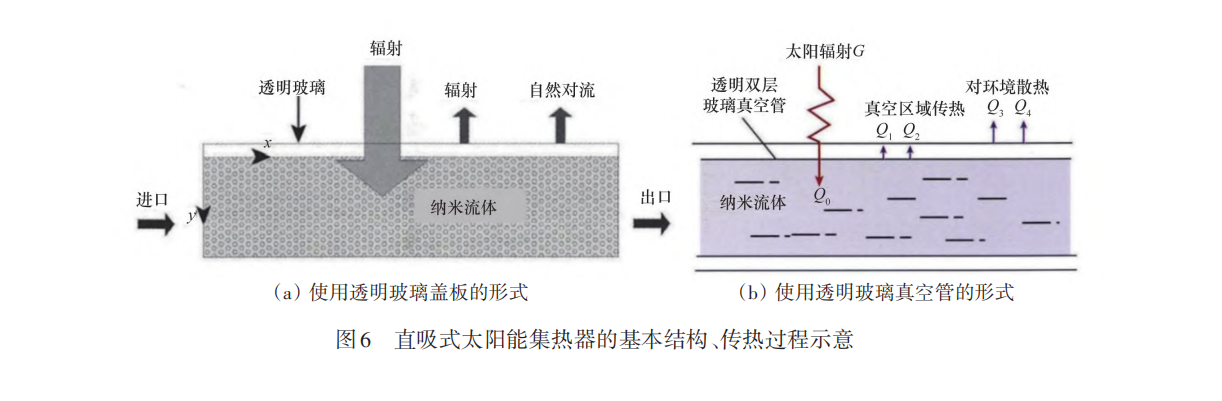 辐射
透明玻璃
辐射
自然对流
x
进口
y
纳米流体
出口
(a) 使用透明玻璃盖板的形式
太阳辐射G
透明双层
玻璃真空管
真空区域传热
Q1 Q2
对环境散热
Q3 Q4
纳米流体
Q0
(b) 使用透明玻璃真空管的形式
图6 直吸式太阳能集热器的基本结构、传热过程示意